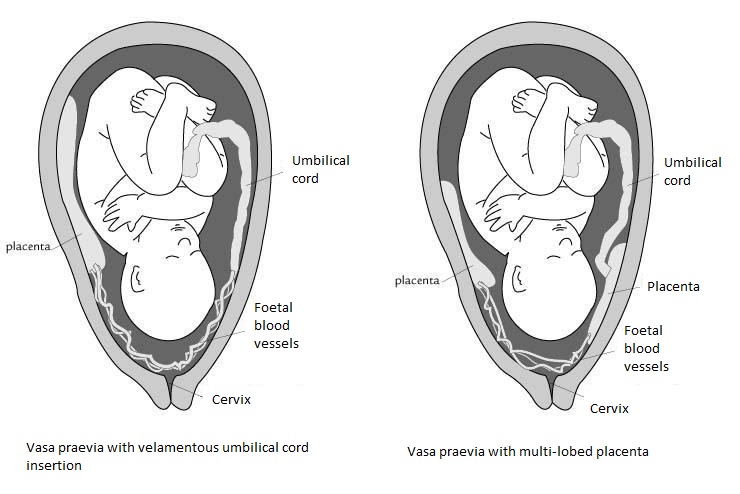 Umbilical
cord
placenta
Foetal
blood
vessels
Cervix
Vasa praevia with velamentous umbilical cord
insertion
Umbilical
cord
placenta
Placenta
Foetal
blood
vessels
Cervix
Vasa praevia with multi-lobed placenta